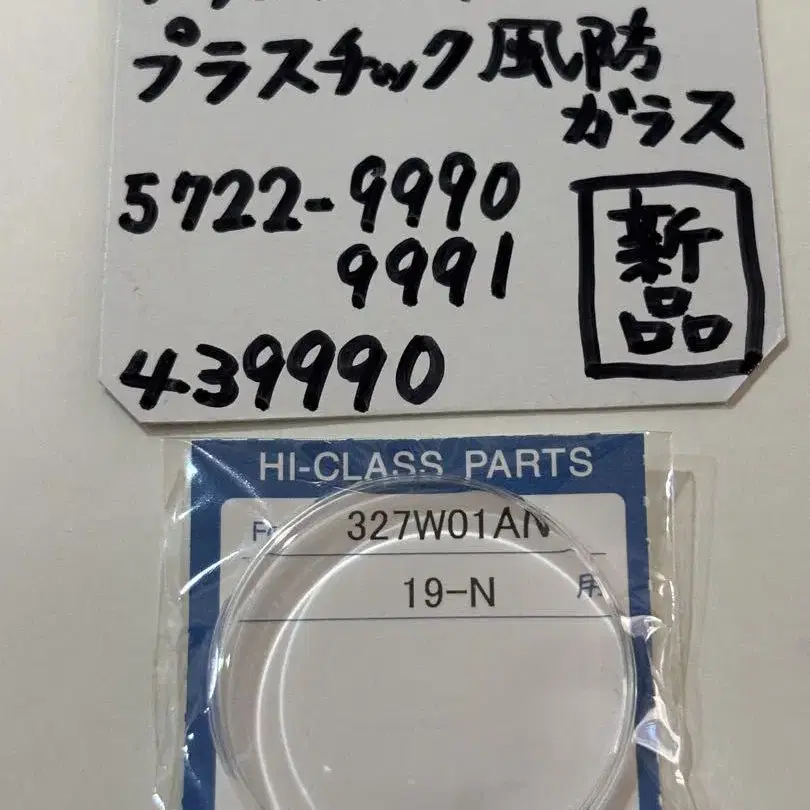 プラスチック風防
ガラス
5722-9990
9991
新品
439990
HI-CLASS PARTS
327W01AN
19-N 用